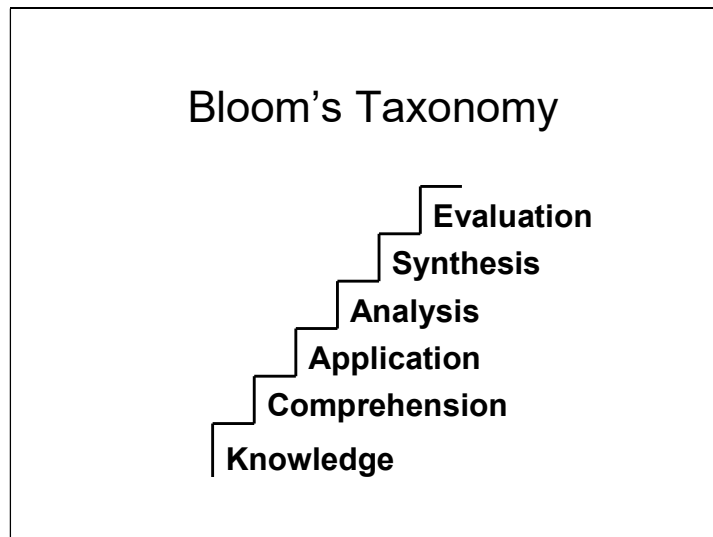 Bloom’s Taxonomy
Evaluation
Synthesis
Analysis
Application
Comprehension
Knowledge